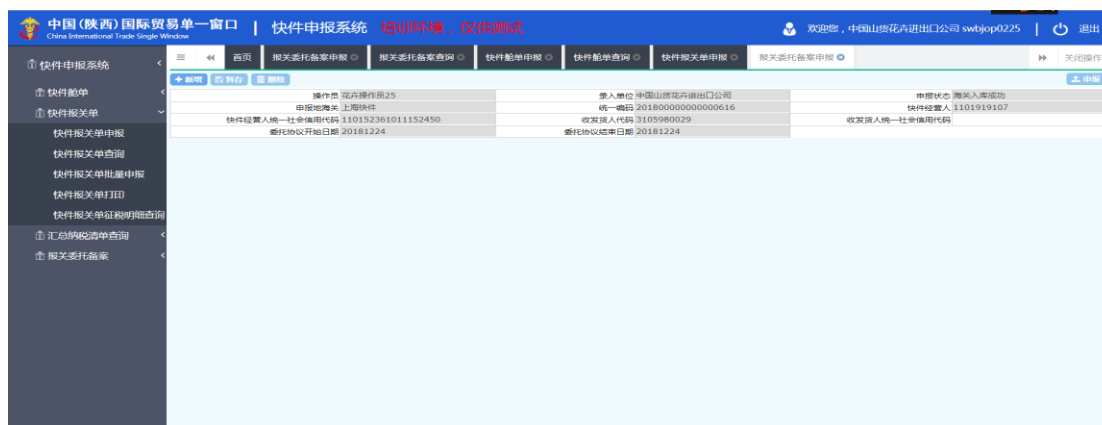 中国(陕西)国际贸易单一窗口 | 快件申报系统 培训环境，仅供测试 欢迎您，中国山货花卉进出口公司 swbjop0225 | 退出
China International Trade Single Window
快件申报系统
首页 报关委托备案申报 报关委托备案查询 快件舱单申报 快件舱单查询 快件报关单申报 报关委托备案申报 关闭操作
新增 暂存 删除 申报
快件舱单
快件报关单
快件报关单申报
快件报关单查询
快件报关单批量申报
快件报关单打印
快件报关单征税明细查询
汇总纳税清单查询
报关委托备案
操作员 花卉操作员25 录入单位 中国山货花卉进出口公司 申报状态 海关入库成功
申报地海关 上海快件 统一编码 201800000000000616 快件经营人 1101919107
快件经营人统一社会信用代码 110152361011152450 收发货人代码 3105980029 收发货人统一社会信用代码
委托协议开始日期 20181224 委托协议结束日期 20181224